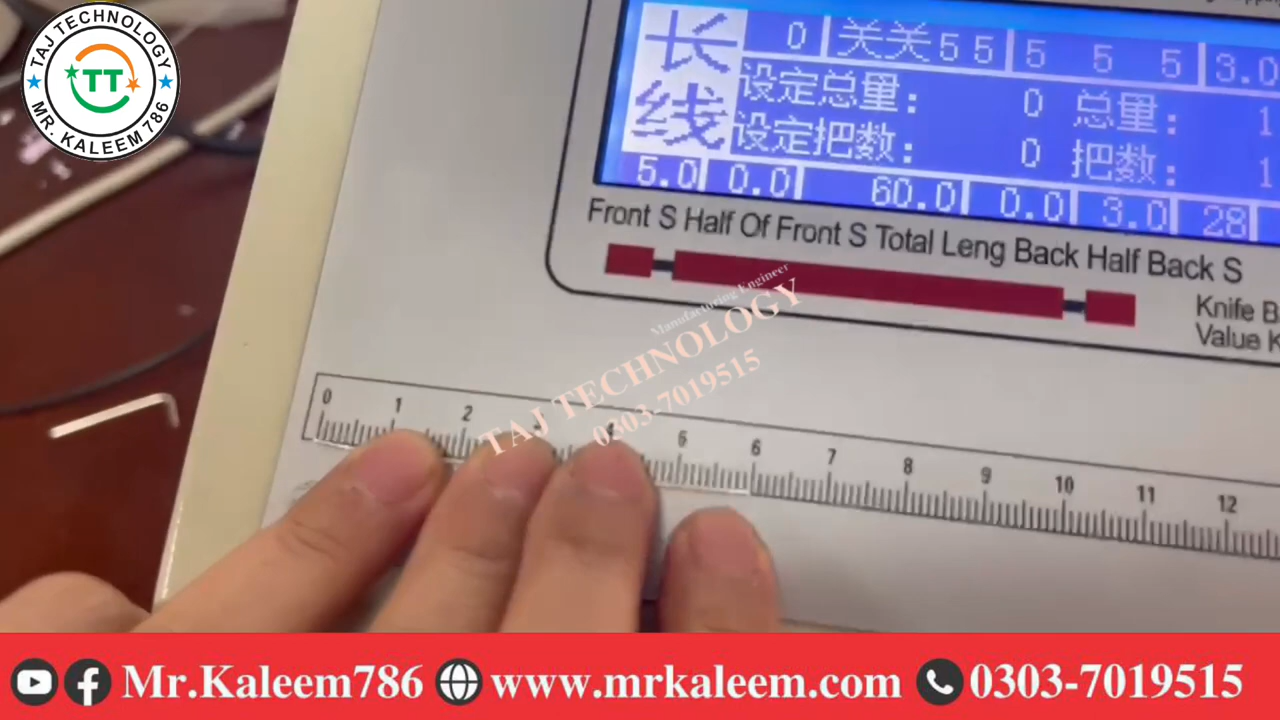 TAJ TECHNOLOGY
TT
MR. KALEEM 786
长线
0 关关55 5 5 5 3.0
设定总量: 0 总量: 1
设定把数: 0 把数: 1
5.0 0.0 60.0 0.0 3.0 28
Front S Half Of Front S Total Leng Back Half Back S
Knife B
Value K
0 1 2 5 6 7 8 9 10 11 12
Manufacturing Engineer
TAJ TECHNOLOGY
0303-7019515
Mr.Kaleem786 www.mrkaleem.com 0303-7019515